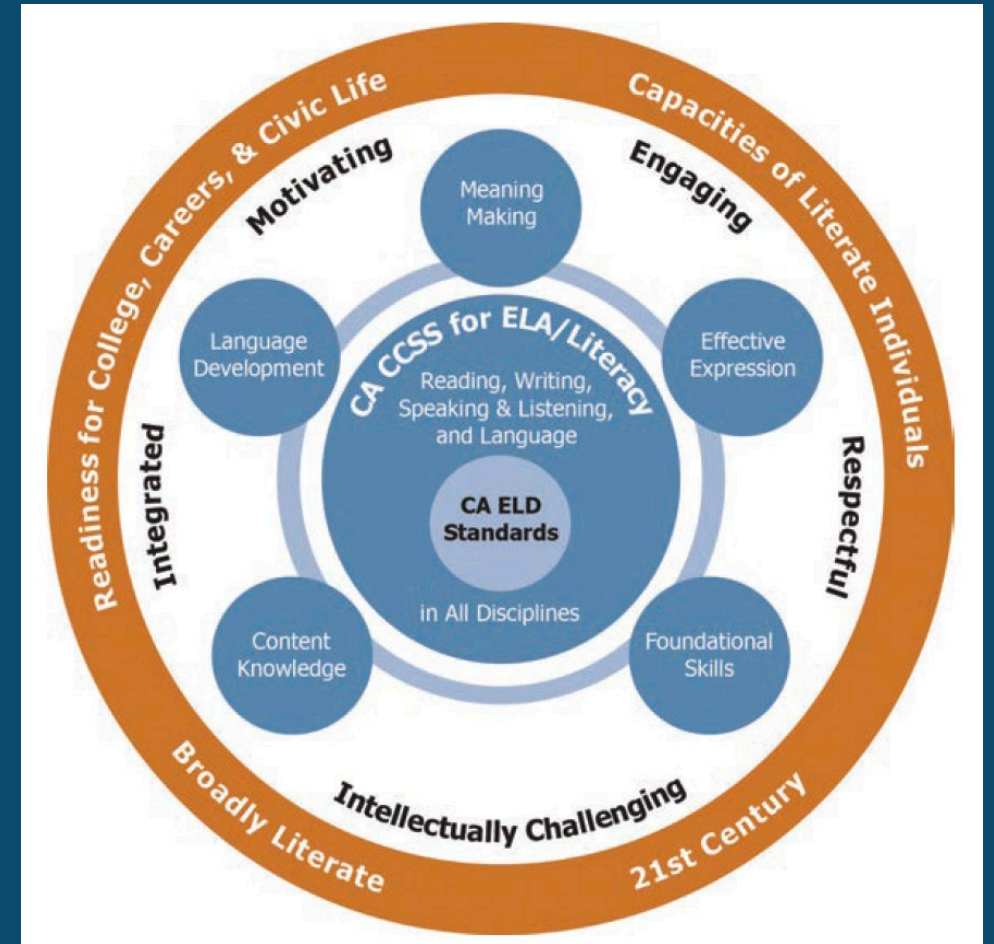 Readiness for College, Careers, & Civic Life
Capacities of Literate Individuals
Motivating
Engaging
Meaning
Making
Language
Development
Effective
Expression
CA CCSS for ELA/Literacy
Reading, Writing,
Speaking & Listening,
and Language
CA ELD
Standards
in All Disciplines
Integrated
Respectful
Content
Knowledge
Foundational
Skills
Intellectually Challenging
Broadly Literate
21st Century